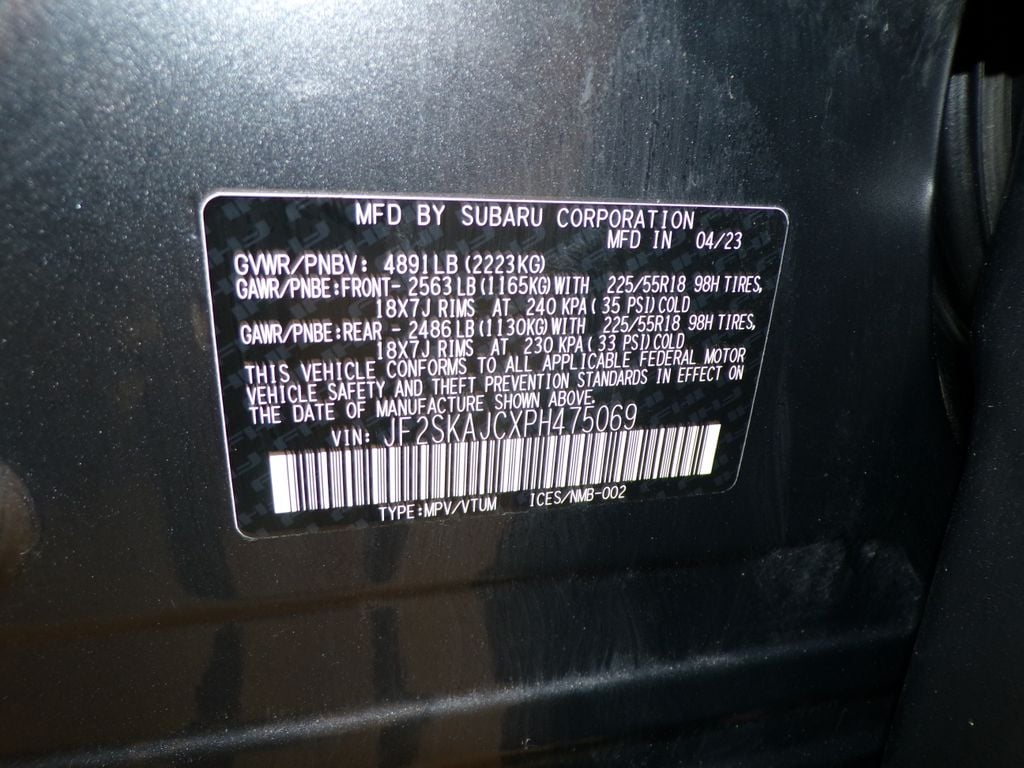 MFD BY SUBARU CORPORATION
MFD IN 04/23
GVWR/PNBV: 4891LB (2223KG)
GAWR/PNBE:FRONT- 2563 LB (1165KG) WITH 225/55R18 98H TIRES,
18X7J RIMS AT 240 KPA ( 35 PSI) COLD
GAWR/PNBE:REAR - 2486 LB (1130KG) WITH 225/55R18 98H TIRES,
18X7J RIMS AT 230 KPA ( 33 PSI) COLD
THIS VEHICLE CONFORMS TO ALL APPLICABLE FEDERAL MOTOR
VEHICLE SAFETY AND THEFT PREVENTION STANDARDS IN EFFECT ON
THE DATE OF MANUFACTURE SHOWN ABOVE.
VIN: JF2SKAJCXPH475069
TYPE:MPV/VTUM ICES/NMB-002